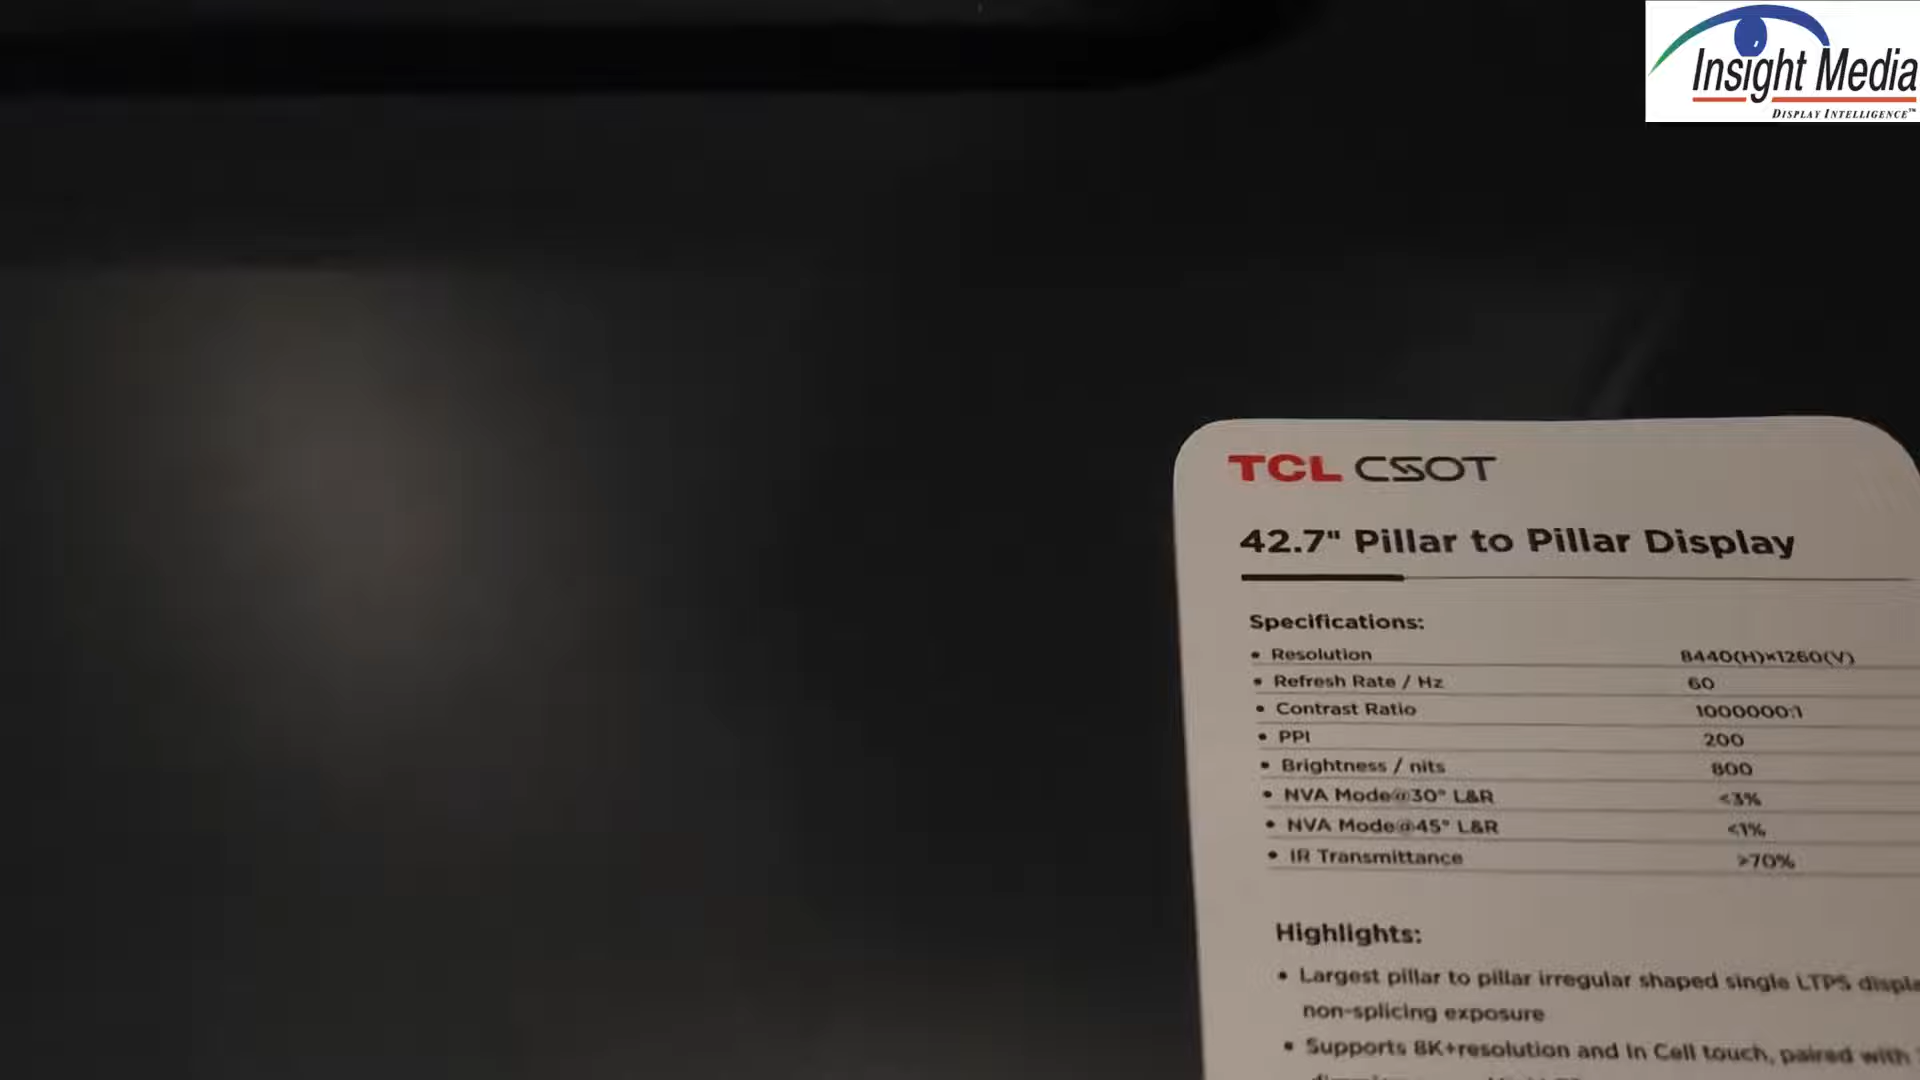 Insight Media
DISPLAY INTELLIGENCE™
TCL CSOT
42.7" Pillar to Pillar Display
Specifications:
• Resolution 8440(H)×1260(V)
• Refresh Rate / Hz 60
• Contrast Ratio 1000000:1
• PPI 200
• Brightness / nits 800
• NVA Mode@30° L&R <3%
• NVA Mode@45° L&R <1%
• IR Transmittance >70%
Highlights:
• Largest pillar to pillar irregular shaped single LTPS displa
non-splicing exposure
• Supports 8K+resolution and In Cell touch, paired with